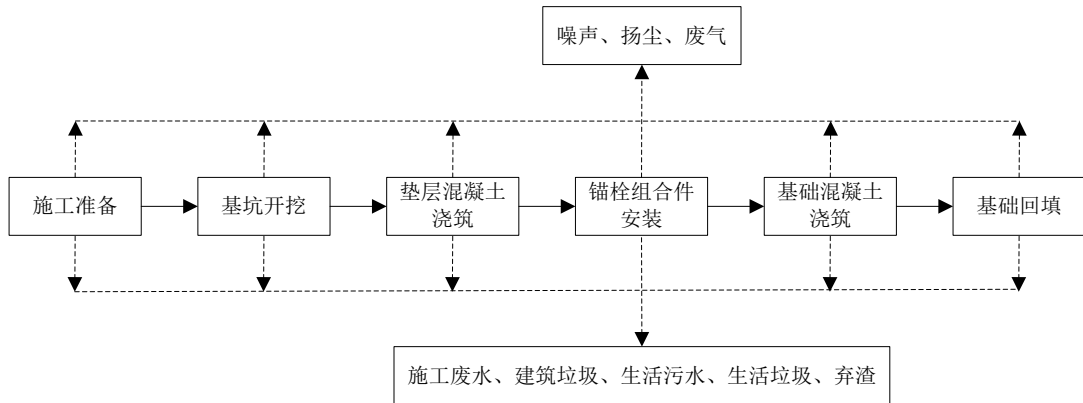 噪声、扬尘、废气
施工准备
基坑开挖
垫层混凝土
浇筑
锚栓组合件
安装
基础混凝土
浇筑
基础回填
施工废水、建筑垃圾、生活污水、生活垃圾、弃渣